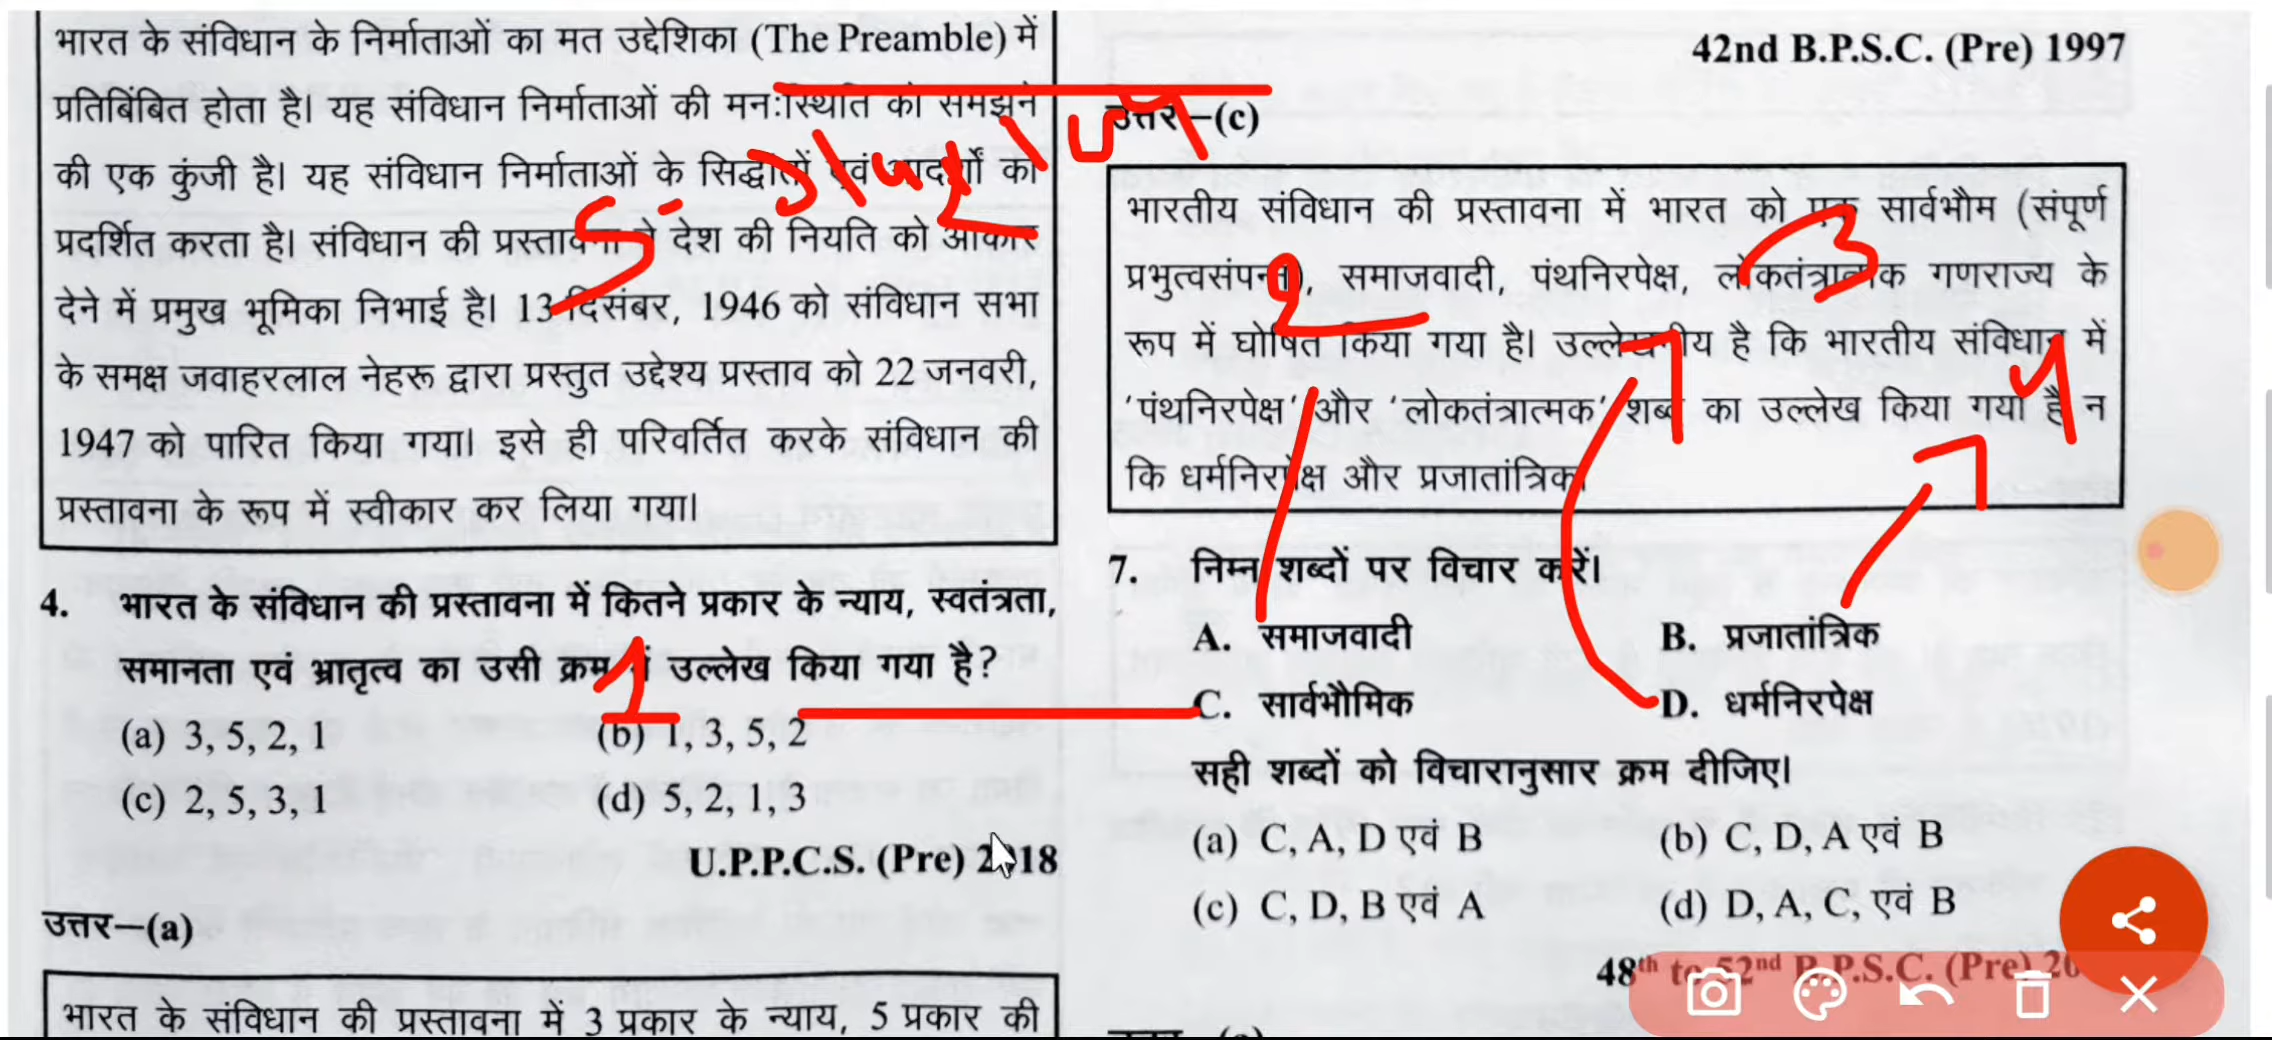 भारत के संविधान के निर्माताओं का मत उद्देशिका (The Preamble) में
प्रतिबिंबित होता है। यह संविधान निर्माताओं की मन:स्थिति को समझने
की एक कुंजी है। यह संविधान निर्माताओं के सिद्धांतों एवं आदर्शों को
प्रदर्शित करता है। संविधान की प्रस्तावना ने देश की नियति को आकार
देने में प्रमुख भूमिका निभाई है। 13 दिसंबर, 1946 को संविधान सभा
के समक्ष जवाहरलाल नेहरू द्वारा प्रस्तुत उद्देश्य प्रस्ताव को 22 जनवरी,
1947 को पारित किया गया। इसे ही परिवर्तित करके संविधान की
प्रस्तावना के रूप में स्वीकार कर लिया गया।
4. भारत के संविधान की प्रस्तावना में कितने प्रकार के न्याय, स्वतंत्रता,
समानता एवं भ्रातृत्व का उसी क्रम में उल्लेख किया गया है?
(a) 3, 5, 2, 1 (b) 1, 3, 5, 2
(c) 2, 5, 3, 1 (d) 5, 2, 1, 3
U.P.P.C.S. (Pre) 2018
उत्तर—(a)
भारत के संविधान की प्रस्तावना में 3 प्रकार के न्याय, 5 प्रकार की
42nd B.P.S.C. (Pre) 1997
उत्तर—(c)
भारतीय संविधान की प्रस्तावना में भारत को एक सार्वभौम (संपूर्ण
प्रभुत्वसंपन्न), समाजवादी, पंथनिरपेक्ष, लोकतंत्रात्मक गणराज्य के
रूप में घोषित किया गया है। उल्लेखनीय है कि भारतीय संविधान में
'पंथनिरपेक्ष' और 'लोकतंत्रात्मक' शब्द का उल्लेख किया गया है न
कि धर्मनिरपेक्ष और प्रजातांत्रिक।
7. निम्न शब्दों पर विचार करें।
A. समाजवादी B. प्रजातांत्रिक
C. सार्वभौमिक D. धर्मनिरपेक्ष
सही शब्दों को विचारानुसार क्रम दीजिए।
(a) C, A, D एवं B (b) C, D, A एवं B
(c) C, D, B एवं A (d) D, A, C, एवं B
48th to 52nd B.P.S.C. (Pre)
2
3
1